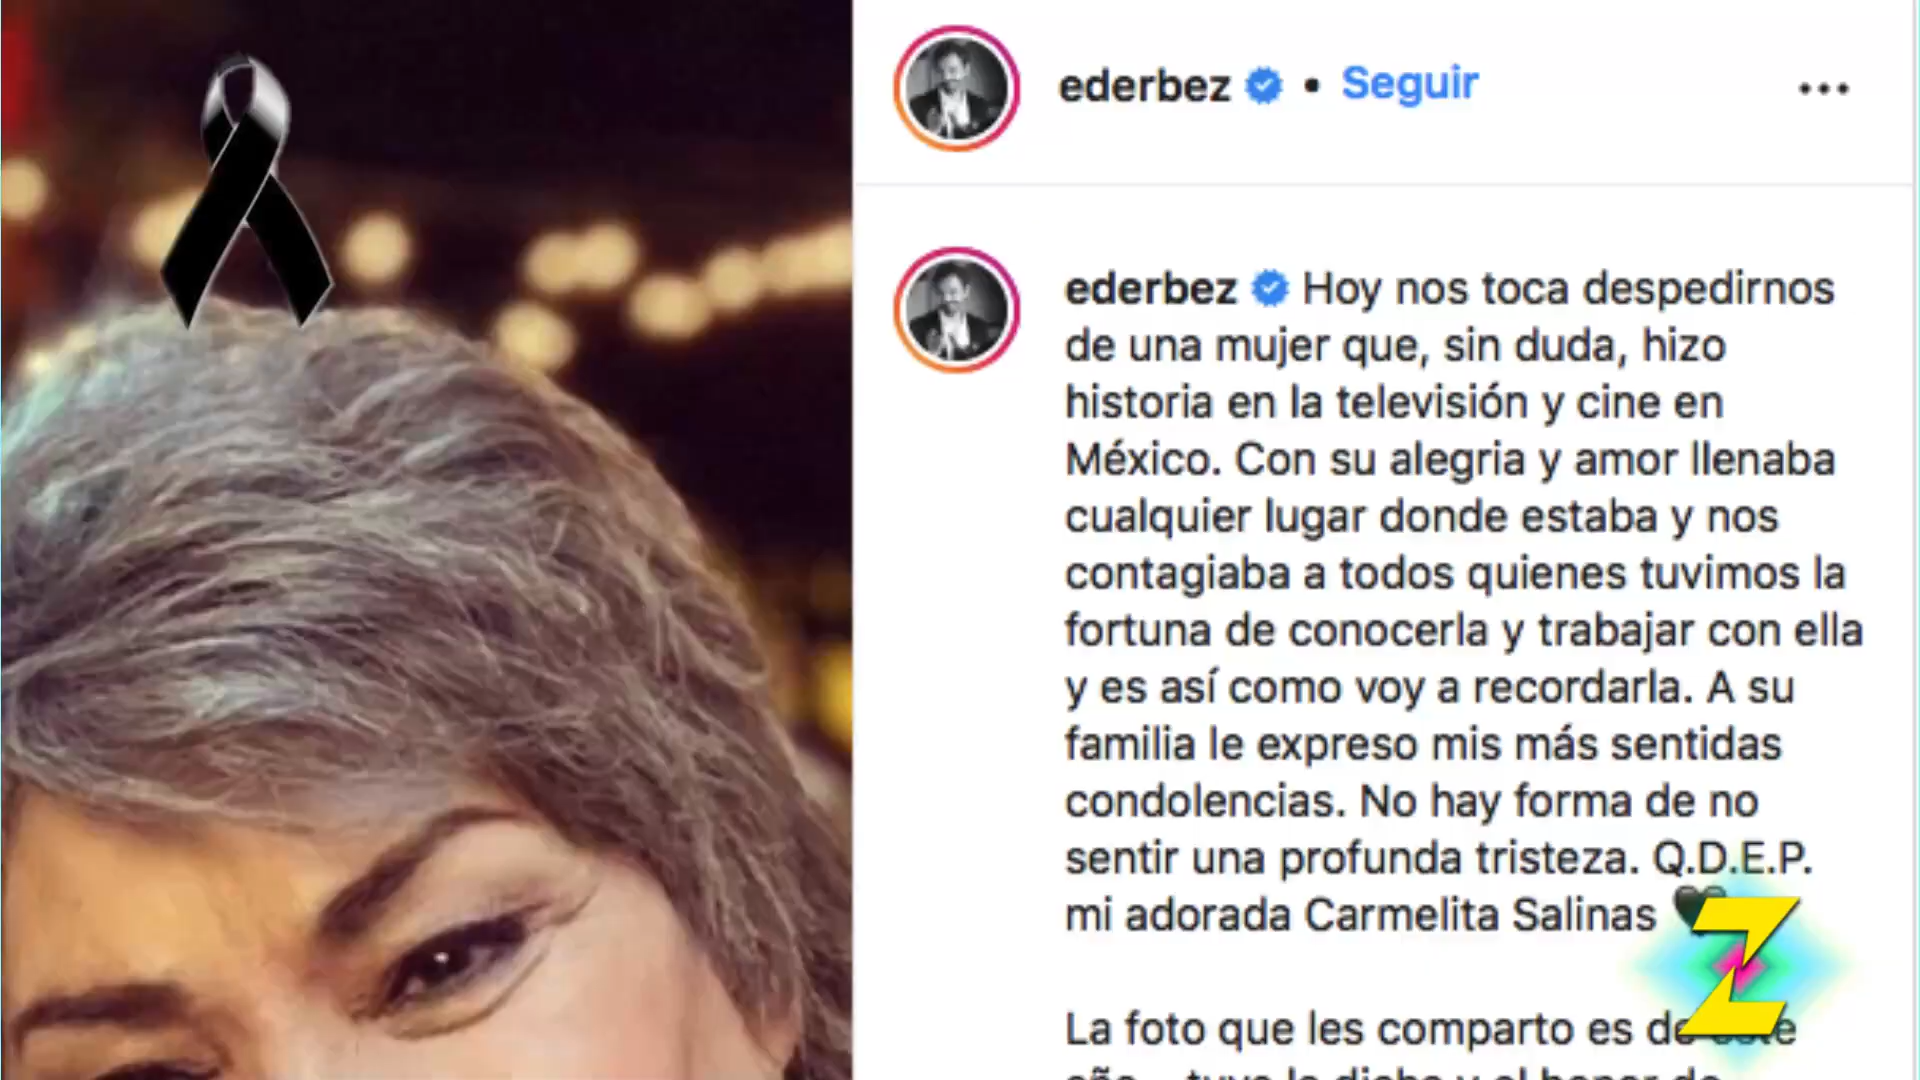 ederbez • Seguir
ederbez Hoy nos toca despedirnos
de una mujer que, sin duda, hizo
historia en la televisión y cine en
México. Con su alegria y amor llenaba
cualquier lugar donde estaba y nos
contagiaba a todos quienes tuvimos la
fortuna de conocerla y trabajar con ella
y es así como voy a recordarla. A su
familia le expreso mis más sentidas
condolencias. No hay forma de no
sentir una profunda tristeza. Q.D.E.P.
mi adorada Carmelita Salinas 🖤
Z
La foto que les comparto es de